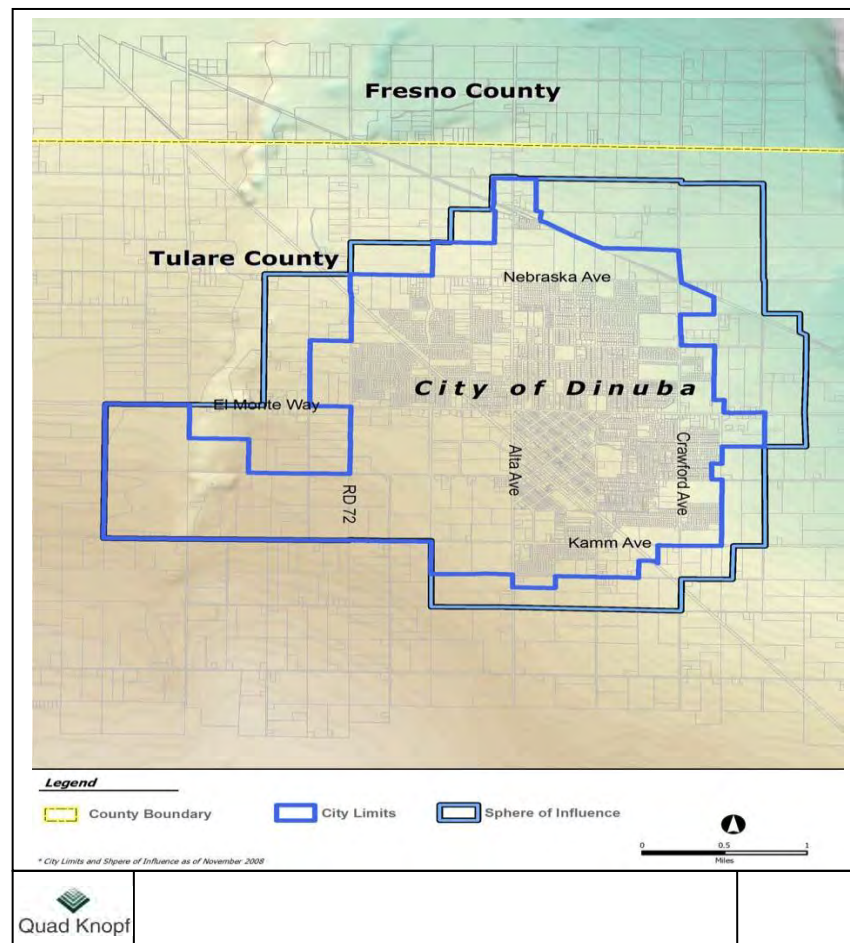 Fresno County
Tulare County
Nebraska Ave
City of Dinuba
El Monte Way
Alta Ave
Crawford Ave
RD 72
Kamm Ave
Legend
County Boundary
City Limits
Sphere of Influence
0 0.5 1
Miles
* City Limits and Shpere of Influence as of November 2008
Quad Knopf